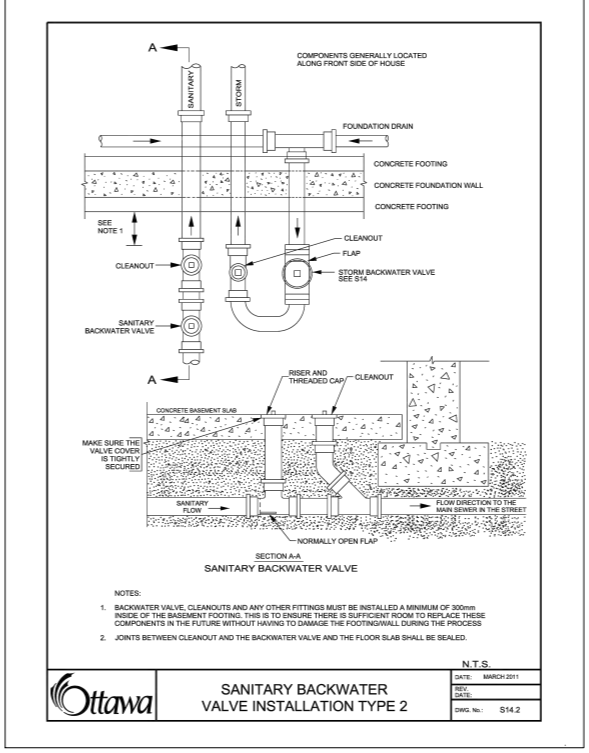 A
COMPONENTS GENERALLY LOCATED
ALONG FRONT SIDE OF HOUSE
SANITARY
STORM
FOUNDATION DRAIN
CONCRETE FOOTING
CONCRETE FOUNDATION WALL
CONCRETE FOOTING
SEE
NOTE 1
CLEANOUT
FLAP
CLEANOUT
STORM BACKWATER VALVE
SEE S14
SANITARY
BACKWATER VALVE
A
RISER AND
THREADED CAP
CLEANOUT
CONCRETE BASEMENT SLAB
MAKE SURE THE
VALVE COVER
IS TIGHTLY
SECURED
SANITARY
FLOW
FLOW DIRECTION TO THE
MAIN SEWER IN THE STREET
NORMALLY OPEN FLAP
SECTION A-A
SANITARY BACKWATER VALVE
NOTES:
1. BACKWATER VALVE, CLEANOUTS AND ANY OTHER FITTINGS MUST BE INSTALLED A MINIMUM OF 300mm
INSIDE OF THE BASEMENT FOOTING. THIS IS TO ENSURE THERE IS SUFFICIENT ROOM TO REPLACE THESE
COMPONENTS IN THE FUTURE WITHOUT HAVING TO DAMAGE THE FOOTING/WALL DURING THE PROCESS
2. JOINTS BETWEEN CLEANOUT AND THE BACKWATER VALVE AND THE FLOOR SLAB SHALL BE SEALED.
N.T.S.
Ottawa
SANITARY BACKWATER
VALVE INSTALLATION TYPE 2
DATE: MARCH 2011
REV.
DATE:
DWG. No.: S14.2